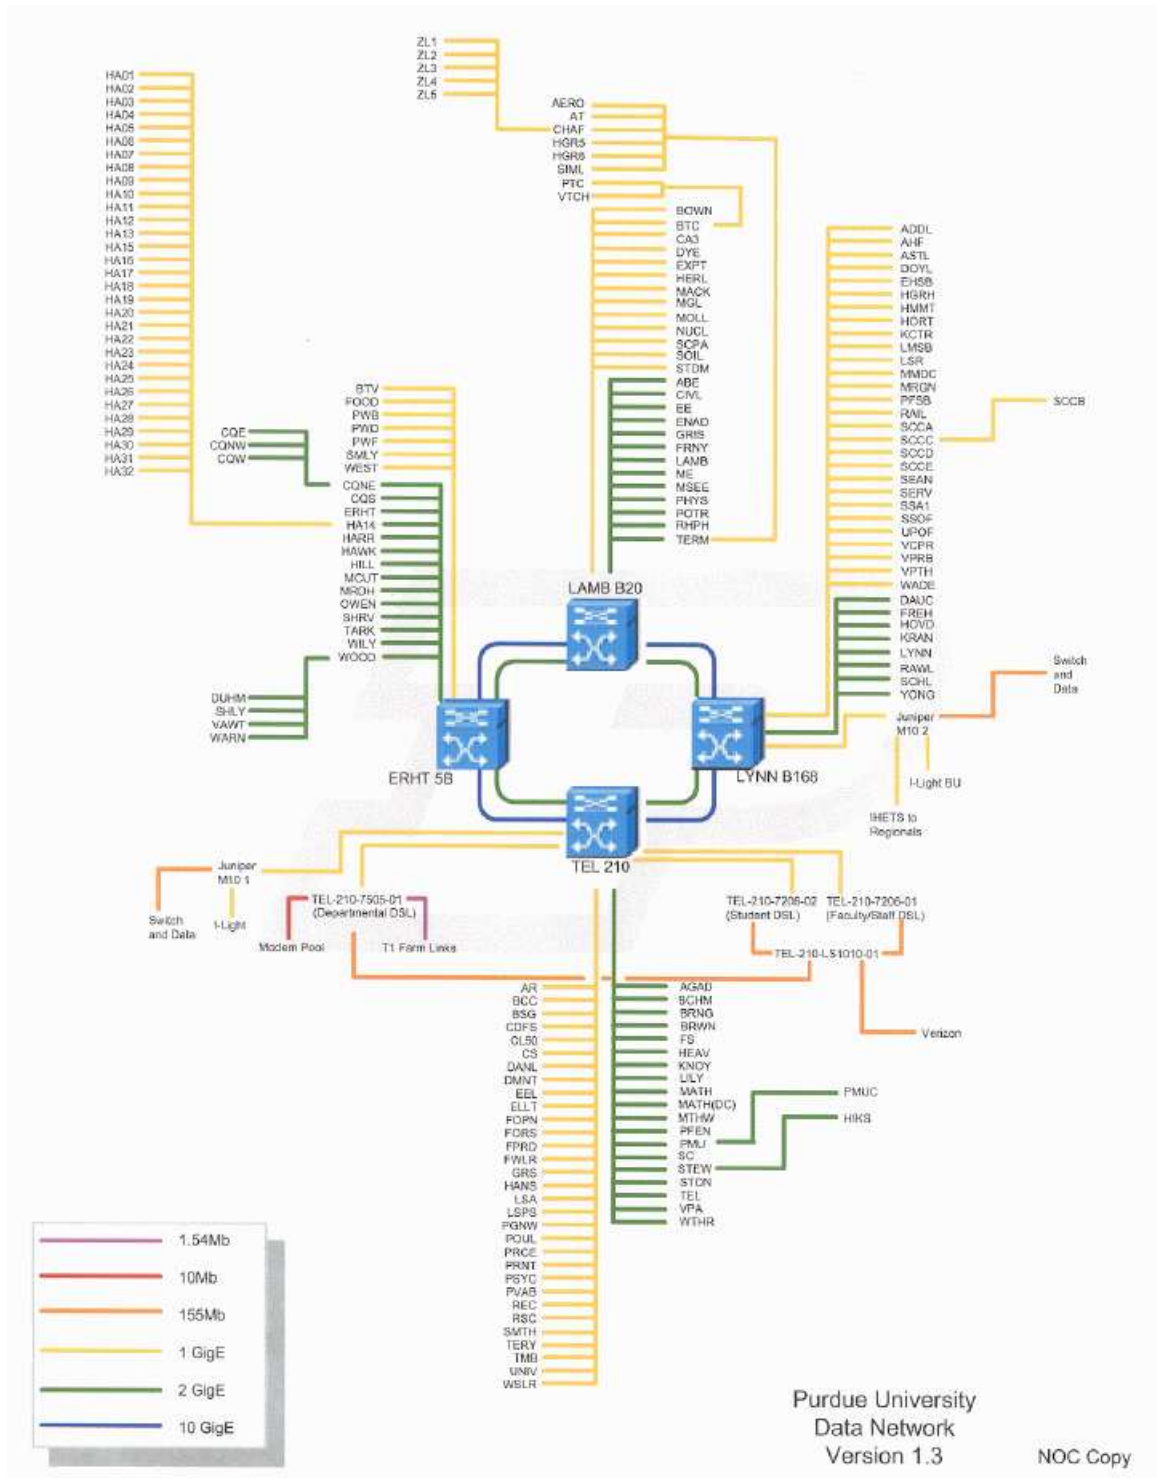 ZL1
ZL2
ZL3
ZL4
ZL5
HA01
HA02
HA03
HA04
HA05
HA06
HA07
HA08
HA09
HA10
HA11
HA12
HA13
HA15
HA16
HA17
HA18
HA19
HA20
HA21
HA22
HA23
HA24
HA25
HA26
HA27
HA28
HA29
HA30
HA31
HA32
AERO
AT
CHAF
HGR5
HGR6
SIML
PTC
VTCH
BOWN
BTC
CA3
DYE
EXPT
HERL
MACK
MGL
MOLL
NUCL
SCPA
SOIL
STDM
ABE
CIVL
EE
ENAD
GRIS
FRNY
LAMB
ME
MSEE
PHYS
POTR
RHPH
TERM
ADDL
AHF
ASTL
DOYL
EHSB
HGRH
HMMT
HORT
KCTR
LMSB
LSR
MMDC
MRGN
PFSB
RAIL
SCCA
SCCC
SCCD
SCCE
SEAN
SERV
SSA1
SSOF
UPOF
VCPR
VPRB
VPTH
WADE
DAUC
FREH
HOVD
KRAN
LYNN
RAWL
SCHL
YONG
SCCB
BTV
FOOD
PWB
PWD
PWF
SMLY
WEST
CQE
CQNW
CQW
CQNE
CQS
ERHT
HA14
HARR
HAWK
HILL
MCUT
MRDH
OWEN
SHRV
TARK
WILY
WOOD
DUHM
SHLY
VAWT
WARN
LAMB B20
ERHT 5B
LYNN B168
TEL 210
Switch
and
Data
Juniper
M10 2
I-Light BU
IHETS to
Regionals
Juniper
M10 1
Switch
and Data
I-Light
TEL-210-7505-01
(Departmental DSL)
Modem Pool
T1 Farm Links
TEL-210-7206-02
(Student DSL)
TEL-210-7206-01
(Faculty/Staff DSL)
TEL-210-LS1010-01
Verizon
AR
BCC
BSG
CDFS
CL50
CS
DANL
DMNT
EEL
ELLT
FOPN
FORS
FPRD
FWLR
GRS
HANS
LSA
LSPS
PGNW
POUL
PRCE
PRNT
PSYC
PVAB
REC
RSC
SMTH
TERY
TMB
UNIV
WSLR
AGAD
SCHM
BRNG
BRWN
FS
HEAV
KNOY
LILY
MATH
MATH(DC)
MTHW
PFEN
PMU
SC
STEW
STON
TEL
VPA
WTHR
PMUC
HIKS
1.54Mb
10Mb
155Mb
1 GigE
2 GigE
10 GigE
Purdue University
Data Network
Version 1.3
NOC Copy